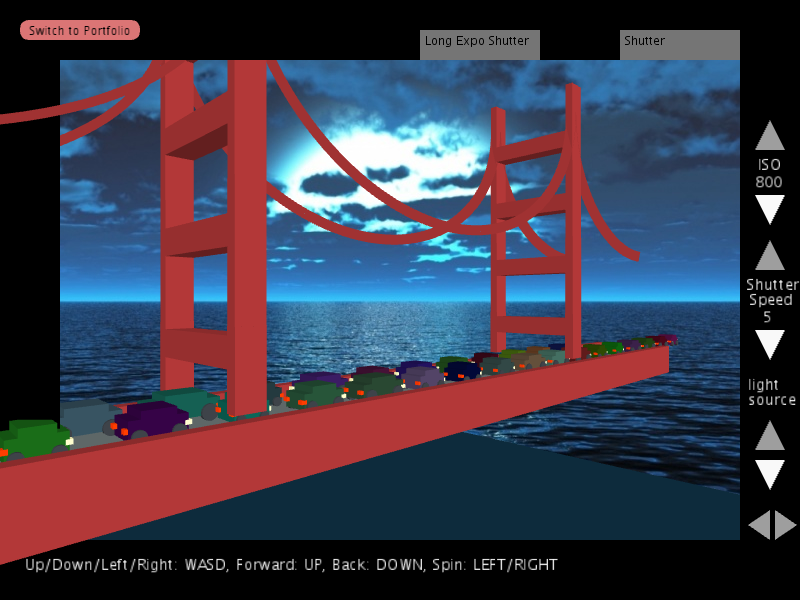 Switch to Portfolio
Long Expo Shutter
Shutter
ISO
800
Shutter
Speed
5
light
source
Up/Down/Left/Right: WASD, Forward: UP, Back: DOWN, Spin: LEFT/RIGHT